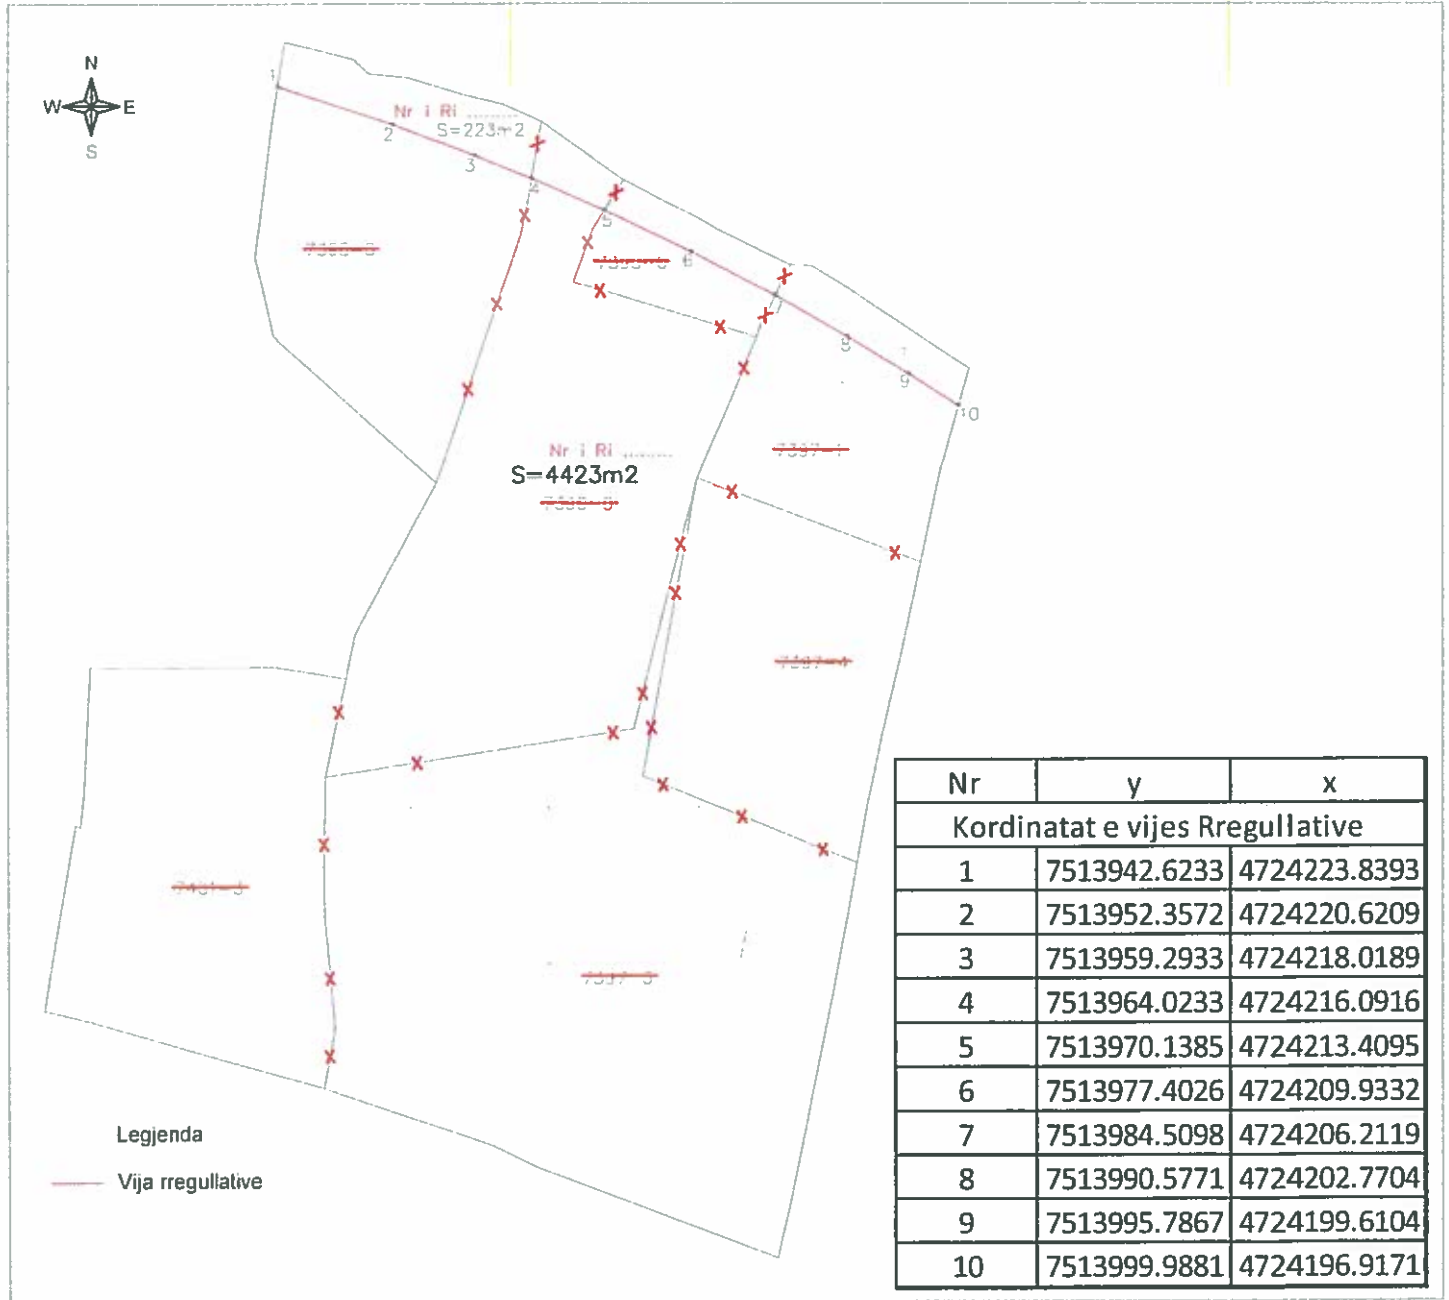 N
W E
S
1
Nr i Ri ........
S=223m2
2
3
4
5
6
7
8
9
10
Nr i Ri ........
S=4423m2
7397-4
Legjenda
Vija rregullative
Nr y x
Kordinatat e vijes Rregullative
1 7513942.6233 4724223.8393
2 7513952.3572 4724220.6209
3 7513959.2933 4724218.0189
4 7513964.0233 4724216.0916
5 7513970.1385 4724213.4095
6 7513977.4026 4724209.9332
7 7513984.5098 4724206.2119
8 7513990.5771 4724202.7704
9 7513995.7867 4724199.6104
10 7513999.9881 4724196.9171